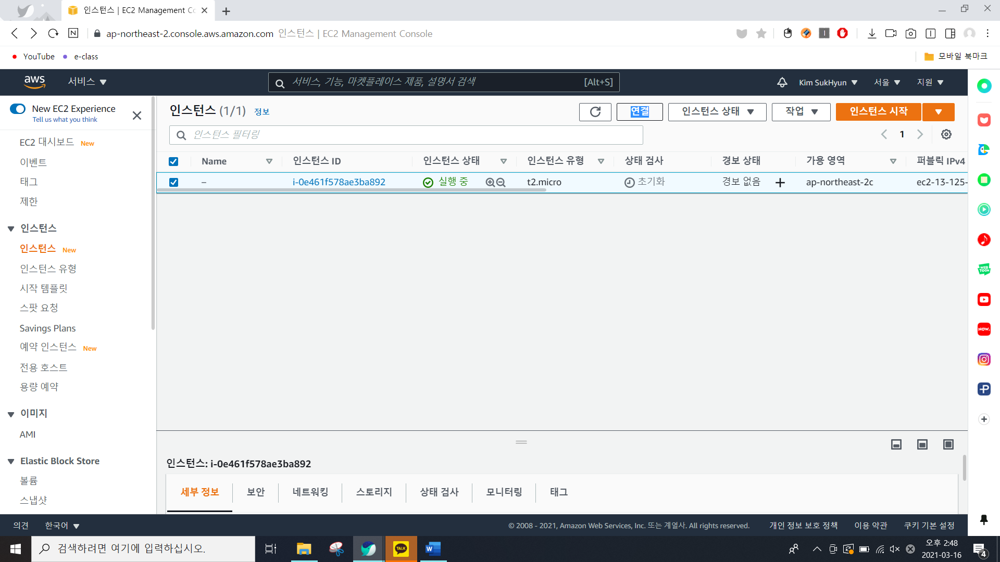 인스턴스 | EC2 Management Co
ap-northeast-2.console.aws.amazon.com 인스턴스 | EC2 Management Console
YouTube e-class 모바일 북마크
aws 서비스 서비스, 기능, 마켓플레이스 제품, 설명서 검색 [Alt+S] Kim SukHyun 서울 지원
New EC2 Experience
Tell us what you think
EC2 대시보드 New
이벤트
태그
제한
인스턴스
인스턴스 New
인스턴스 유형
시작 템플릿
스팟 요청
Savings Plans
예약 인스턴스 New
전용 호스트
용량 예약
이미지
AMI
Elastic Block Store
볼륨
스냅샷
인스턴스 (1/1) 정보 연결 인스턴스 상태 작업 인스턴스 시작
인스턴스 필터링 1
Name 인스턴스 ID 인스턴스 상태 인스턴스 유형 상태 검사 경보 상태 가용 영역 퍼블릭 IPv4
– i-0e461f578ae3ba892 실행 중 t2.micro 초기화 경보 없음 ap-northeast-2c ec2-13-125-
인스턴스: i-0e461f578ae3ba892
세부 정보 보안 네트워킹 스토리지 상태 검사 모니터링 태그
WEB
TOON
NOW.
의견 한국어 © 2008 - 2021, Amazon Web Services, Inc. 또는 계열사. All rights reserved. 개인 정보 보호 정책 이용 약관 쿠키 기본 설정
검색하려면 여기에 입력하십시오. TALK W 오후 2:48
2021-03-16 4